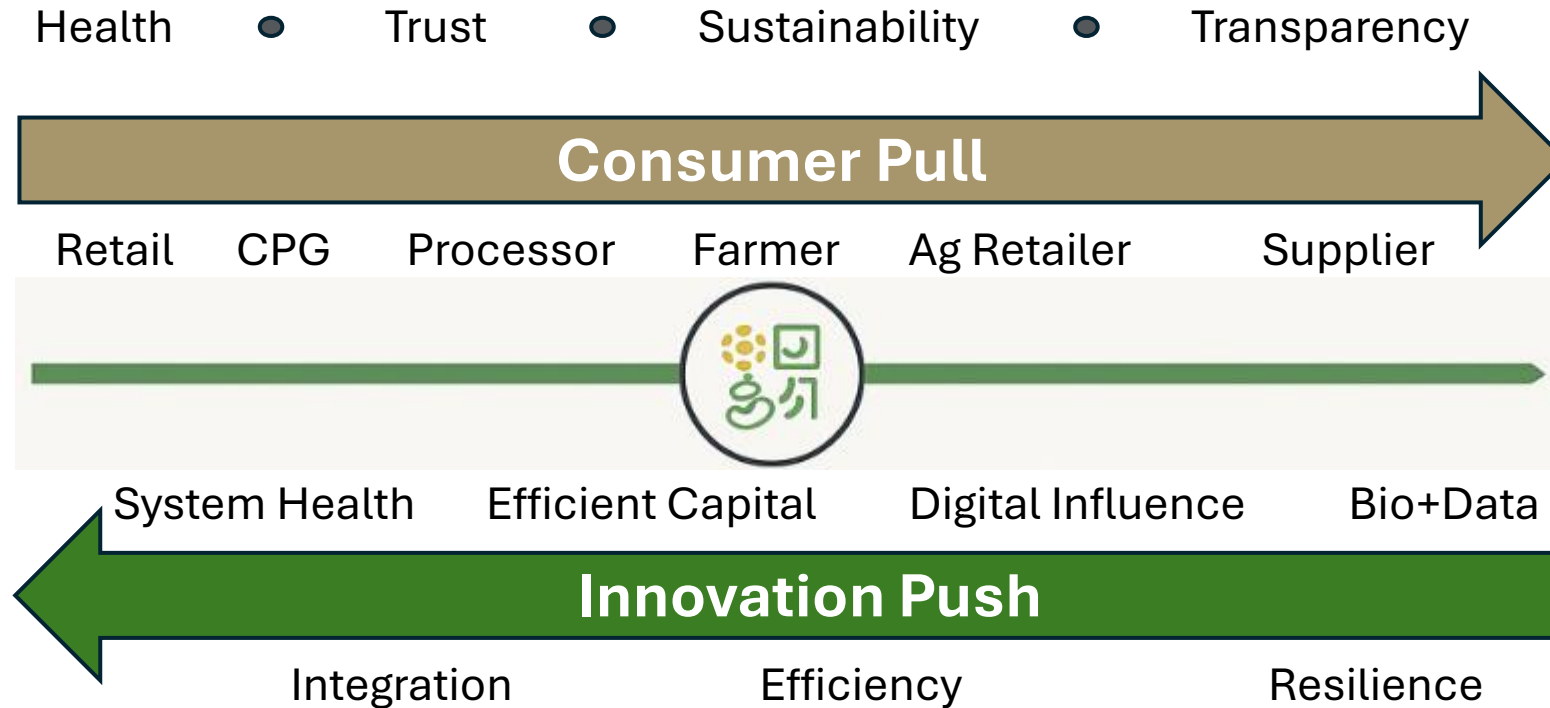 Health • Trust • Sustainability • Transparency
Consumer Pull
Retail CPG Processor Farmer Ag Retailer Supplier
System Health Efficient Capital Digital Influence Bio+Data
Innovation Push
Integration Efficiency Resilience